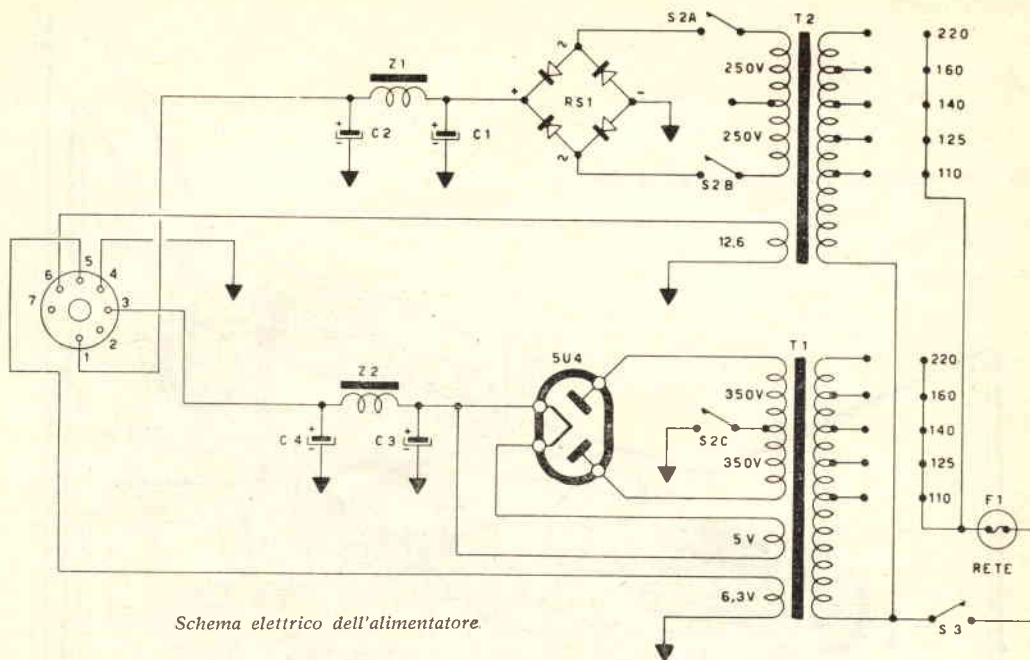 S2A
T2
220
160
140
125
110
250V
250V
Z1
+
C2
-
+
C1
-
~
+
RS1
-
~
S2B
12,6
6
5
4
7
3
2
1
5U4
T1
220
160
140
125
110
350V
S2C
350V
Z2
+
C4
-
+
C3
-
5V
6,3V
F1
RETE
S3
Schema elettrico dell'alimentatore.